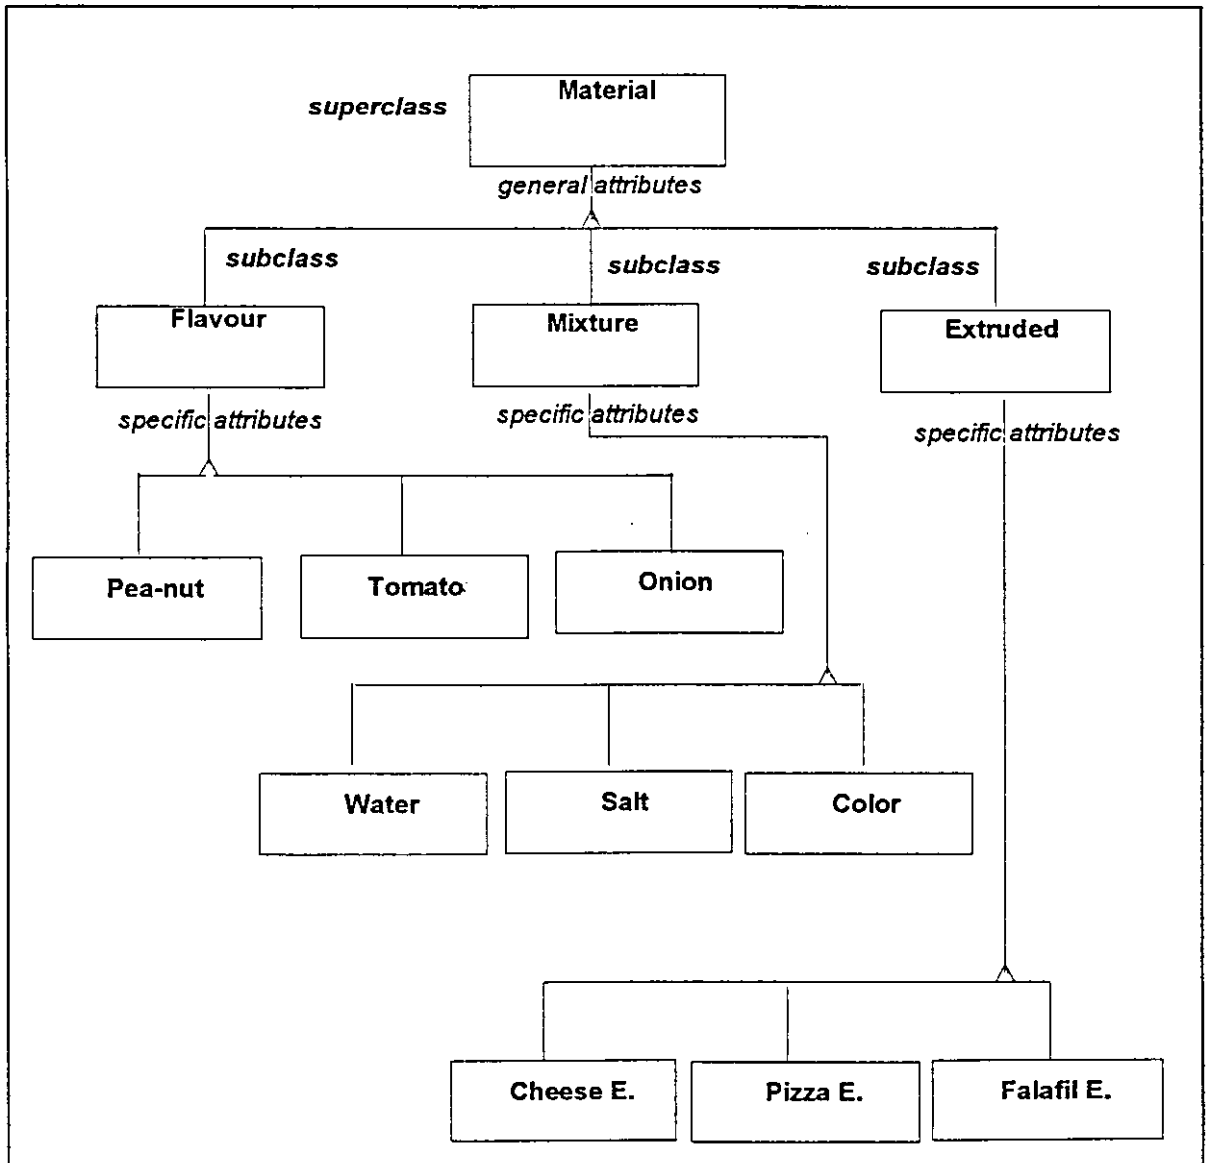 Material
superclass
general attributes
subclass
subclass
subclass
Flavour
Mixture
Extruded
specific attributes
specific attributes
specific attributes
Pea-nut
Tomato
Onion
Water
Salt
Color
Cheese E.
Pizza E.
Falafil E.